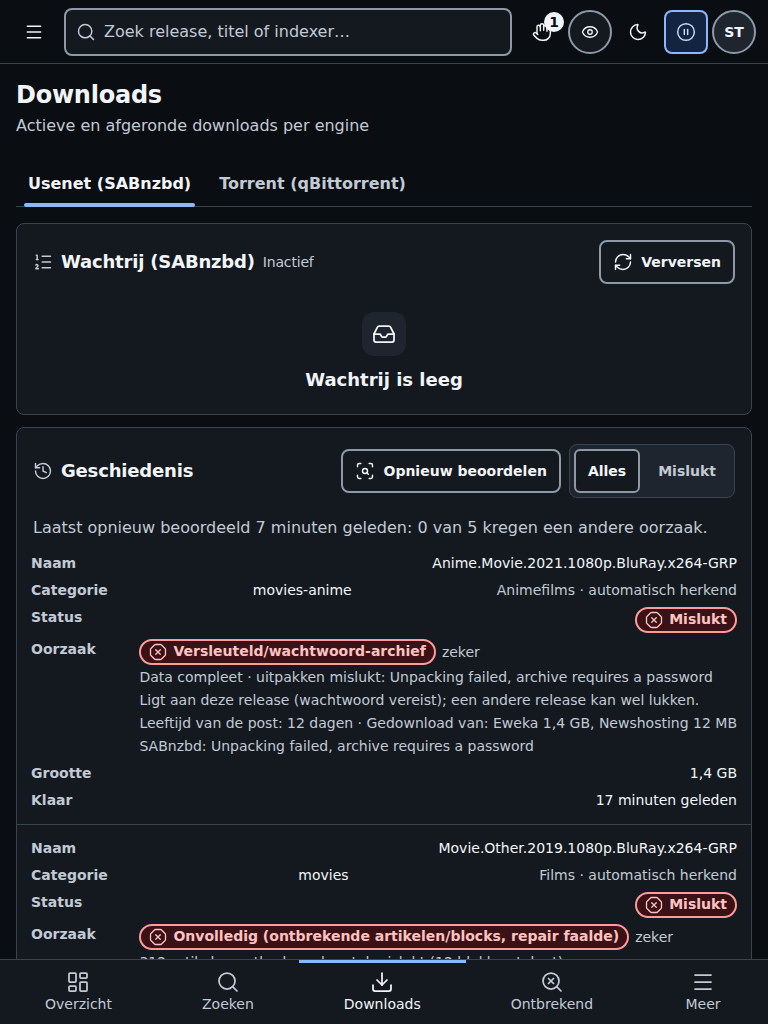 Zoek release, titel of indexer…
1
ST
Downloads
Actieve en afgeronde downloads per engine
Usenet (SABnzbd) Torrent (qBittorrent)
Wachtrij (SABnzbd) Inactief Verversen
Wachtrij is leeg
Geschiedenis Opnieuw beoordelen Alles Mislukt
Laatst opnieuw beoordeeld 7 minuten geleden: 0 van 5 kregen een andere oorzaak.
Naam Anime.Movie.2021.1080p.BluRay.x264-GRP
Categorie movies-anime Animefilms · automatisch herkend
Status Mislukt
Oorzaak Versleuteld/wachtwoord-archief zeker
Data compleet · uitpakken mislukt: Unpacking failed, archive requires a password
Ligt aan deze release (wachtwoord vereist); een andere release kan wel lukken.
Leeftijd van de post: 12 dagen · Gedownload van: Eweka 1,4 GB, Newshosting 12 MB
SABnzbd: Unpacking failed, archive requires a password
Grootte 1,4 GB
Klaar 17 minuten geleden
Naam Movie.Other.2019.1080p.BluRay.x264-GRP
Categorie movies Films · automatisch herkend
Status Mislukt
Oorzaak Onvolledig (ontbrekende artikelen/blocks, repair faalde) zeker
Overzicht Zoeken Downloads Ontbrekend Meer